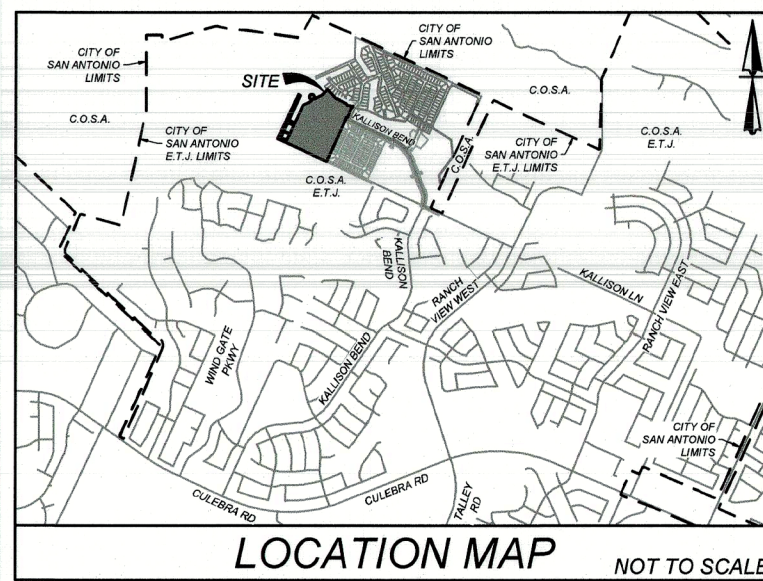 CITY OF
SAN ANTONIO
LIMITS
CITY OF
SAN ANTONIO
LIMITS
SITE
C.O.S.A.
C.O.S.A.
CITY OF
SAN ANTONIO
E.T.J. LIMITS
KALLISON BEND
C.O.S.A.
CITY OF
SAN ANTONIO
E.T.J. LIMITS
C.O.S.A.
E.T.J.
C.O.S.A.
E.T.J.
KALLISON
BEND
RANCH
VIEW WEST
KALLISON LN
RANCH VIEW EAST
WIND GATE
PKWY
KALLISON BEND
CITY OF
SAN ANTONIO
LIMITS
CULEBRA RD
CULEBRA RD
TALLEY
RD
LOCATION MAP
NOT TO SCALE